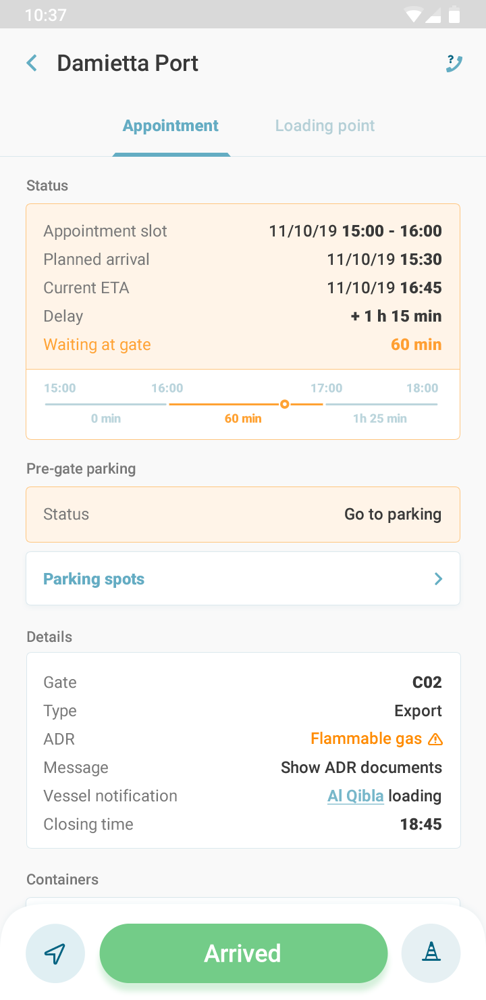 10:37
Damietta Port
?
Appointment Loading point
Status
Appointment slot 11/10/19 15:00 - 16:00
Planned arrival 11/10/19 15:30
Current ETA 11/10/19 16:45
Delay + 1 h 15 min
Waiting at gate 60 min
15:00 16:00 17:00 18:00
0 min 60 min 1h 25 min
Pre-gate parking
Status Go to parking
Parking spots
Details
Gate C02
Type Export
ADR Flammable gas
Message Show ADR documents
Vessel notification Al Qibla loading
Closing time 18:45
Containers
Arrived